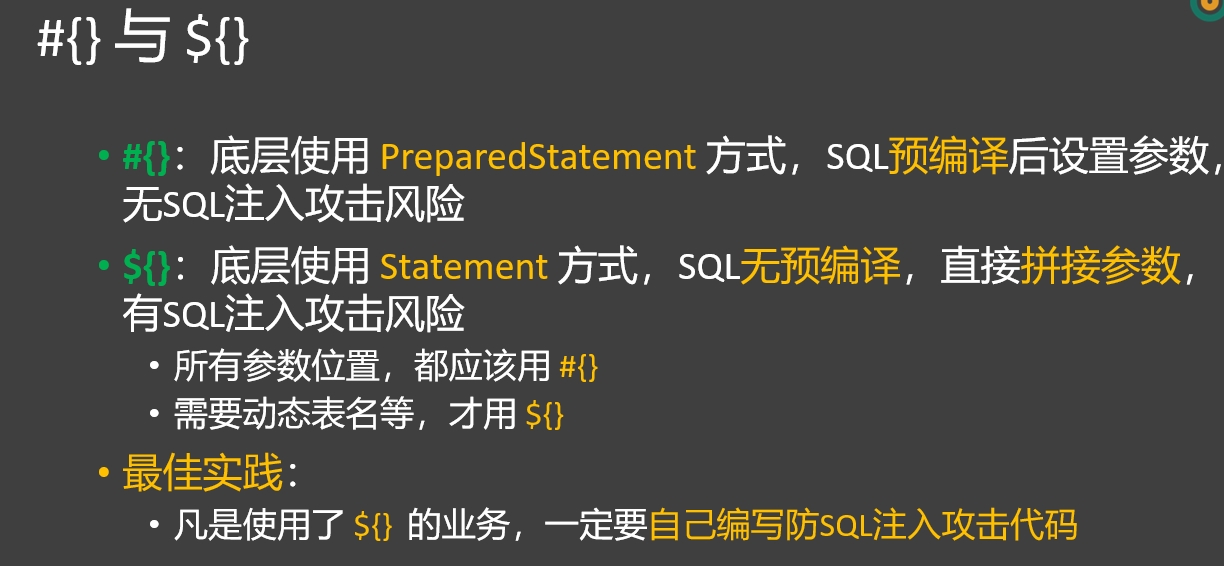 #{} 与 ${}
• #{}：底层使用 PreparedStatement 方式，SQL预编译后设置参数，
无SQL注入攻击风险
• ${}：底层使用 Statement 方式，SQL无预编译，直接拼接参数，
有SQL注入攻击风险
• 所有参数位置，都应该用 #{}
• 需要动态表名等，才用 ${}
• 最佳实践：
• 凡是使用了 ${} 的业务，一定要自己编写防SQL注入攻击代码